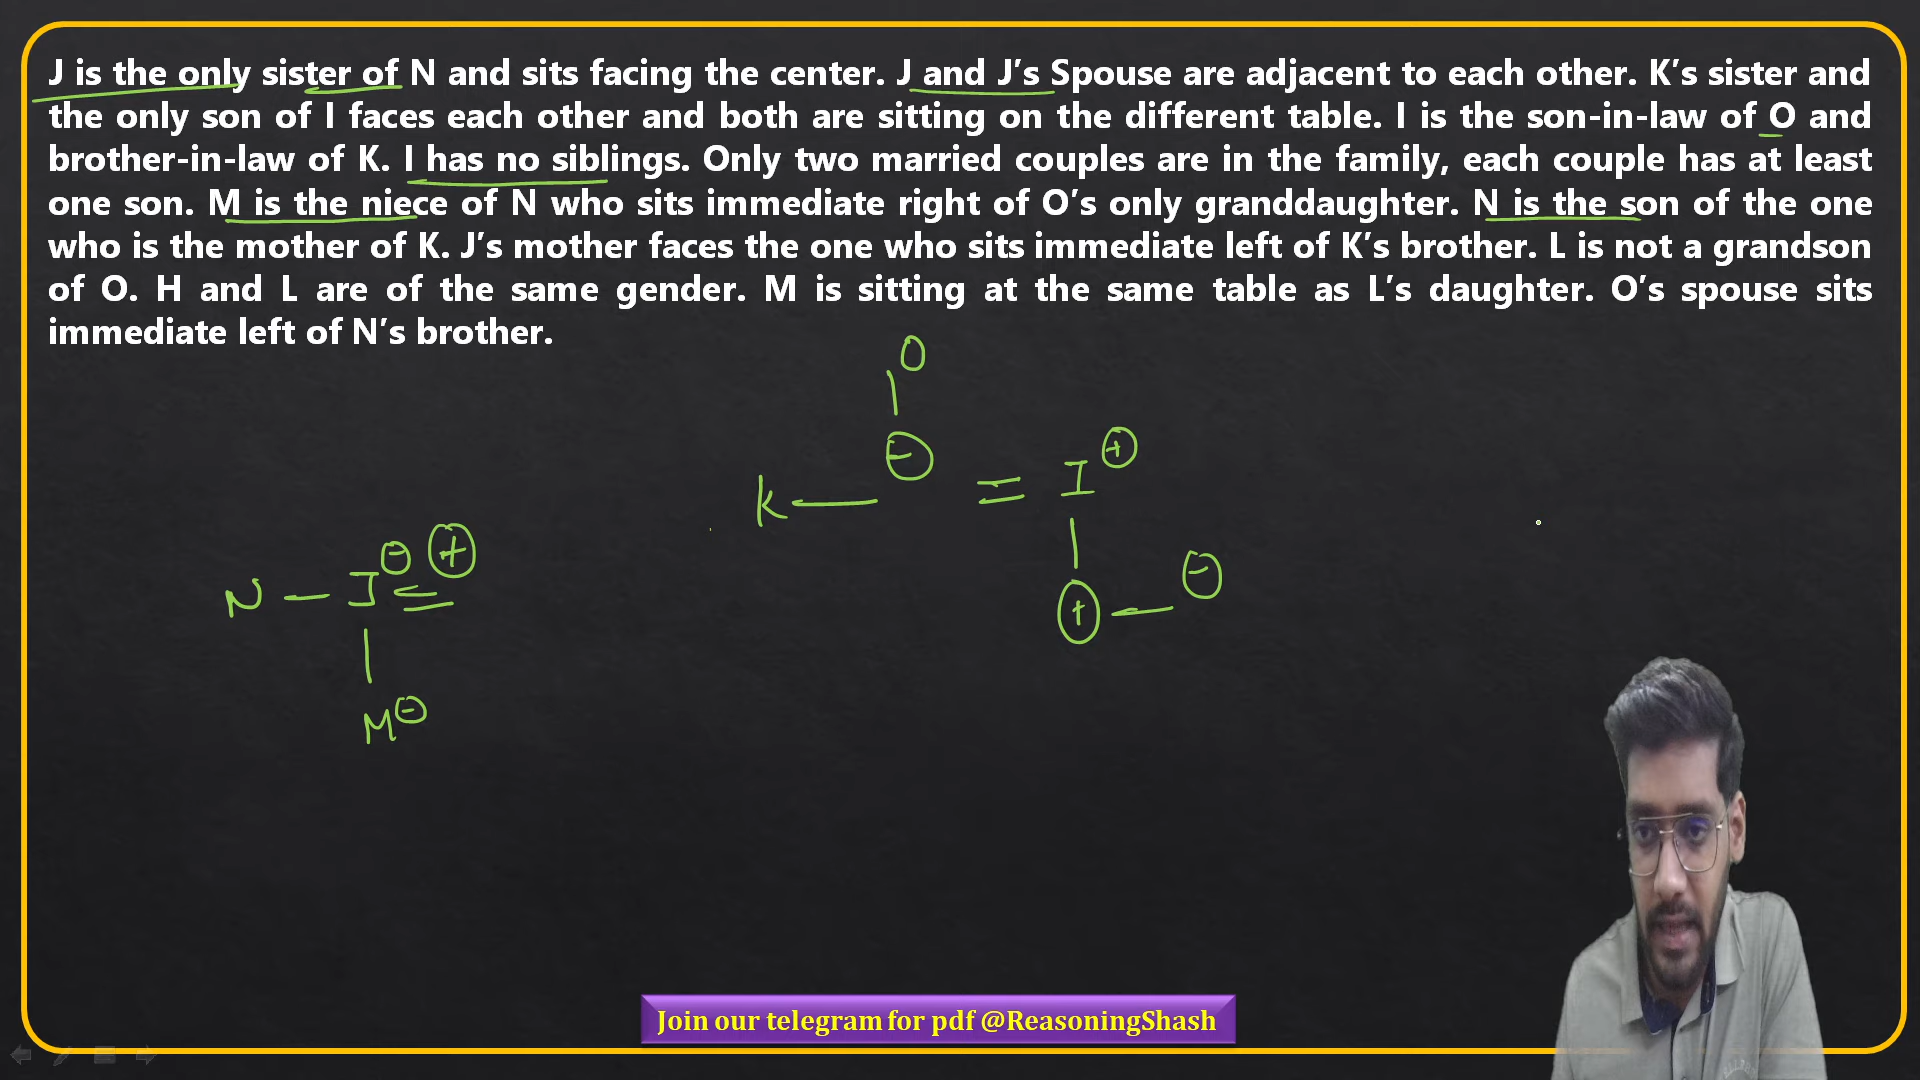 J is the only sister of N and sits facing the center. J and J's Spouse are adjacent to each other. K's sister and
the only son of I faces each other and both are sitting on the different table. I is the son-in-law of O and
brother-in-law of K. I has no siblings. Only two married couples are in the family, each couple has at least
one son. M is the niece of N who sits immediate right of O's only granddaughter. N is the son of the one
who is the mother of K. J's mother faces the one who sits immediate left of K's brother. L is not a grandson
of O. H and L are of the same gender. M is sitting at the same table as L's daughter. O's spouse sits
immediate left of N's brother.
O
K — ⊖ = I ⊕
N — J ⊖ = ⊕
⊕ — ⊖
M ⊖
Join our telegram for pdf @ReasoningShash